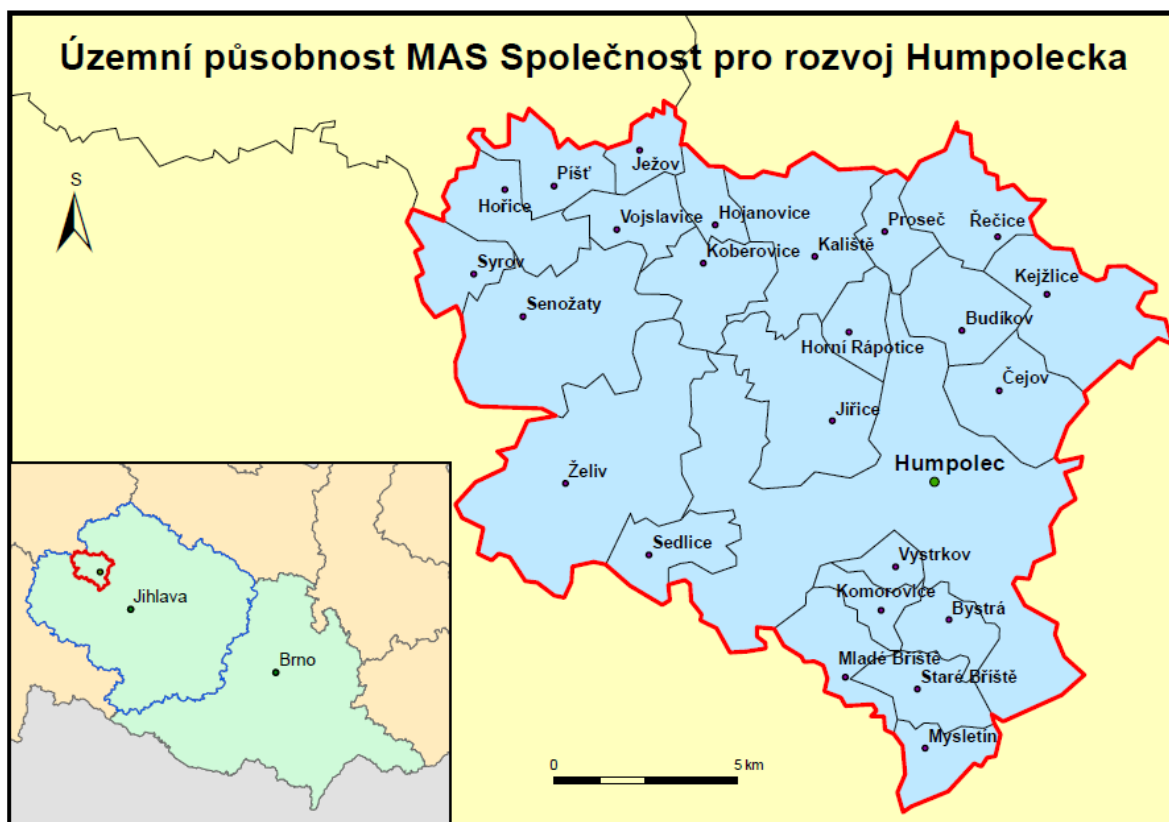 Územní působnost MAS Společnost pro rozvoj Humpolecka
S
Ježov
Píšť
Hořice
Vojslavice
Hojanovice
Proseč
Řečice
Koberovice
Kaliště
Syrov
Kejžlice
Senožaty
Budíkov
Horní Rápotice
Čejov
Jiřice
Humpolec
Želiv
Sedlice
Vystrkov
Komorovice
Bystrá
Mladé Bříště
Staré Bříště
Mysletín
Jihlava
Brno
0
5 km